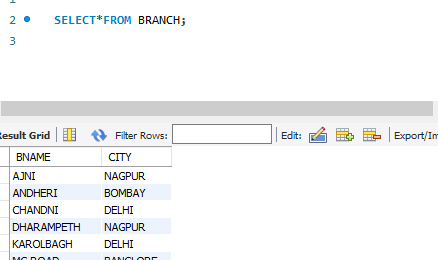 2 SELECT*FROM BRANCH;
3
Result Grid Filter Rows: Edit: Export/Im
BNAME CITY
AJNI NAGPUR
ANDHERI BOMBAY
CHANDNI DELHI
DHARAMPETH NAGPUR
KAROLBAGH DELHI